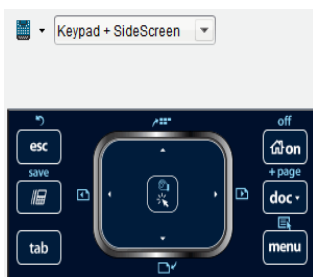 Keypad + SideScreen
off
esc
on
save
+ page
doc
tab
menu